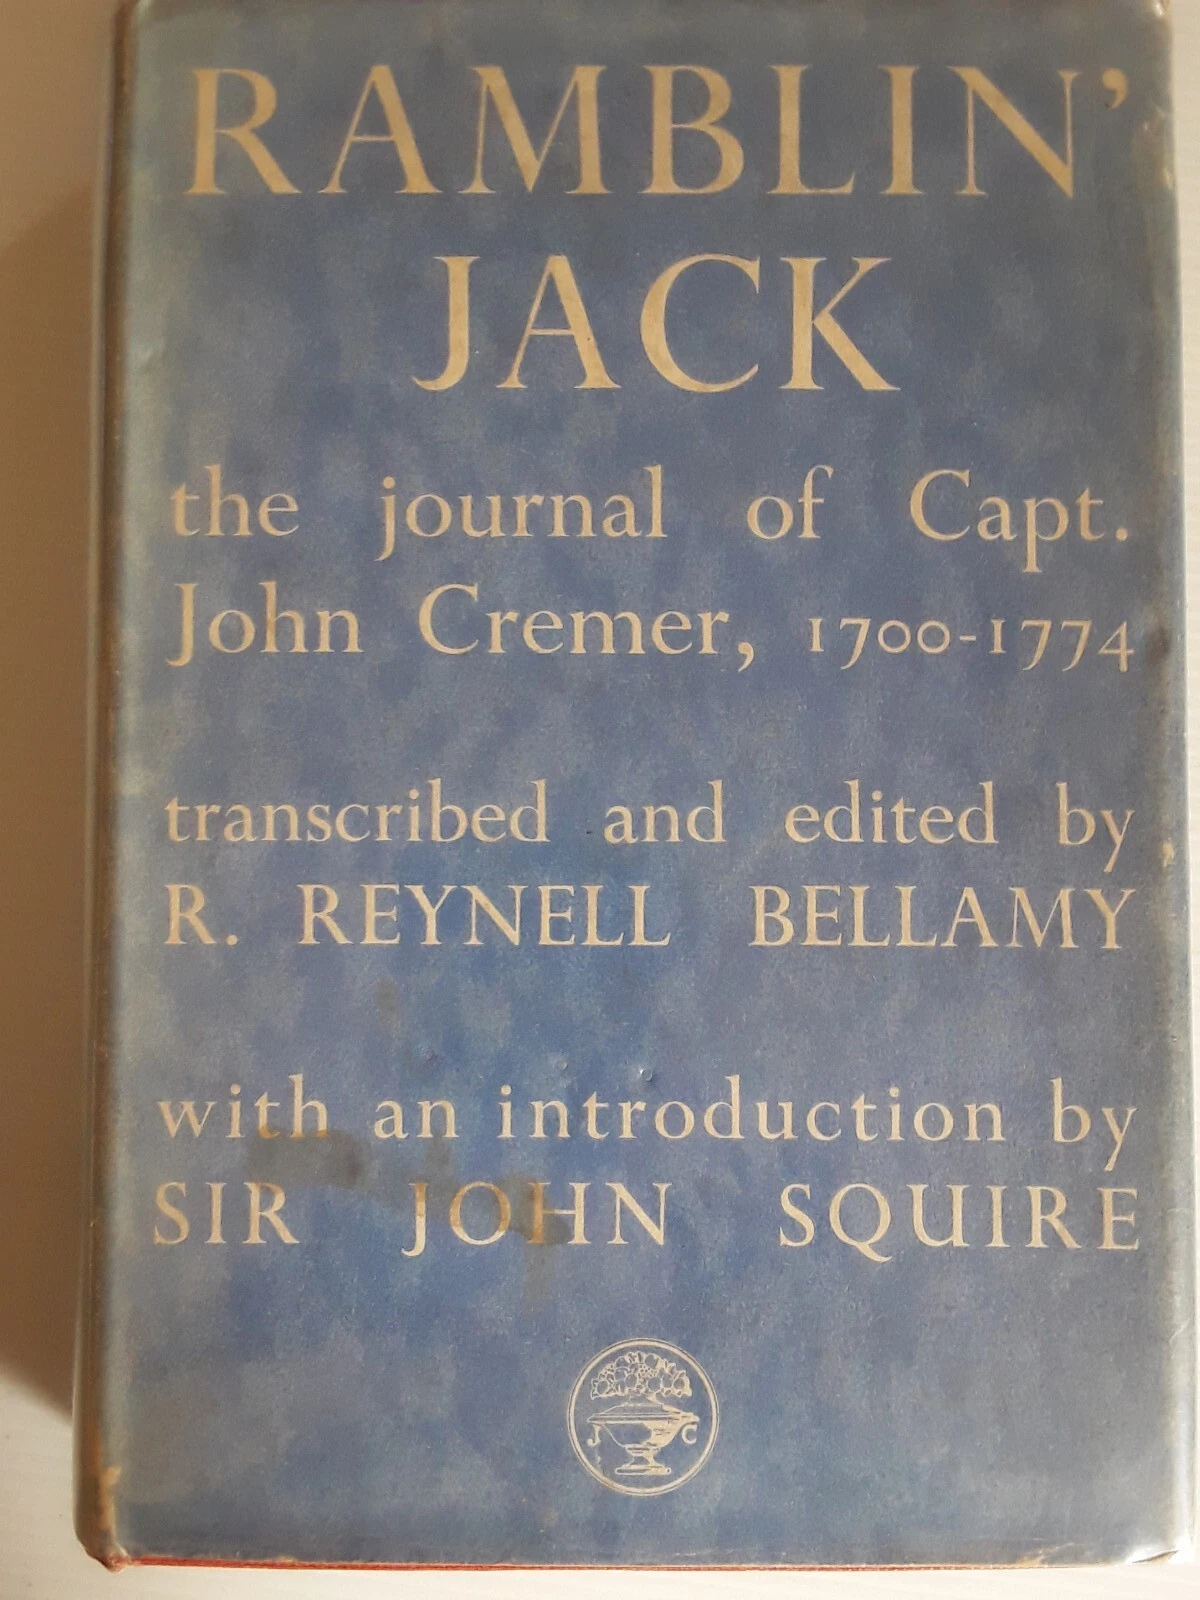 RAMBLIN'
JACK
the journal of Capt.
John Cremer, 1700-1774
transcribed and edited by
R. REYNELL BELLAMY
with an introduction by
SIR JOHN SQUIRE
J C